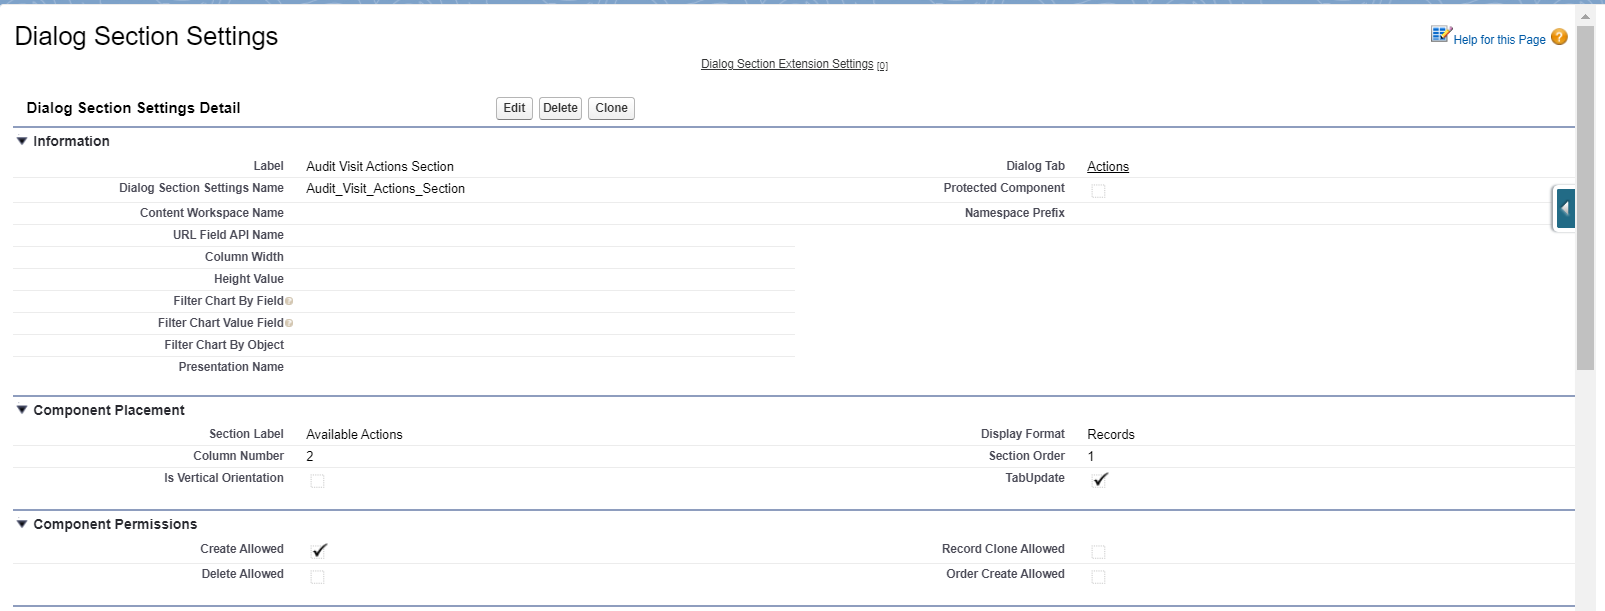 Dialog Section Settings
Help for this Page ?
Dialog Section Extension Settings [0]
Dialog Section Settings Detail Edit Delete Clone
Information
Label Audit Visit Actions Section Dialog Tab Actions
Dialog Section Settings Name Audit_Visit_Actions_Section Protected Component
Content Workspace Name Namespace Prefix
URL Field API Name
Column Width
Height Value
Filter Chart By Field ?
Filter Chart Value Field ?
Filter Chart By Object
Presentation Name
Component Placement
Section Label Available Actions Display Format Records
Column Number 2 Section Order 1
Is Vertical Orientation TabUpdate
Component Permissions
Create Allowed Record Clone Allowed
Delete Allowed Order Create Allowed